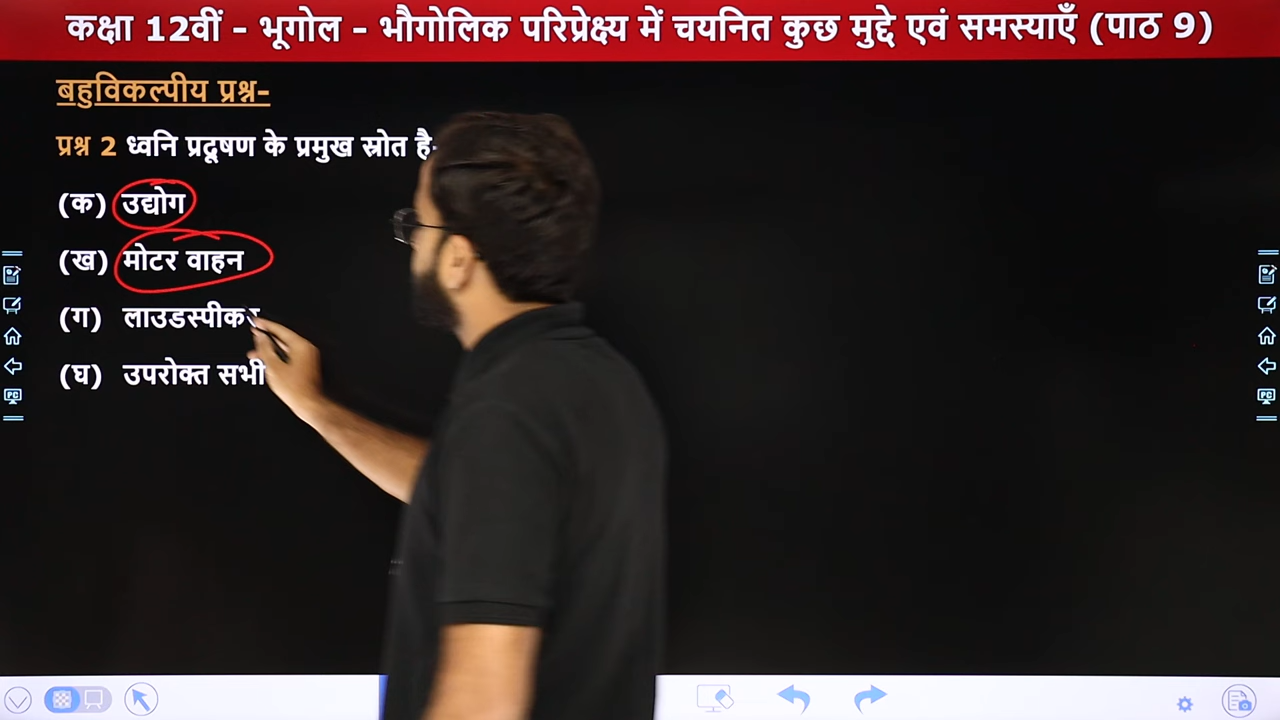 कक्षा 12वीं - भूगोल - भौगोलिक परिप्रेक्ष्य में चयनित कुछ मुद्दे एवं समस्याएँ (पाठ 9)
बहुविकल्पीय प्रश्न-
प्रश्न 2 ध्वनि प्रदूषण के प्रमुख स्रोत है-
(क) उद्योग
(ख) मोटर वाहन
(ग) लाउडस्पीकर
(घ) उपरोक्त सभी